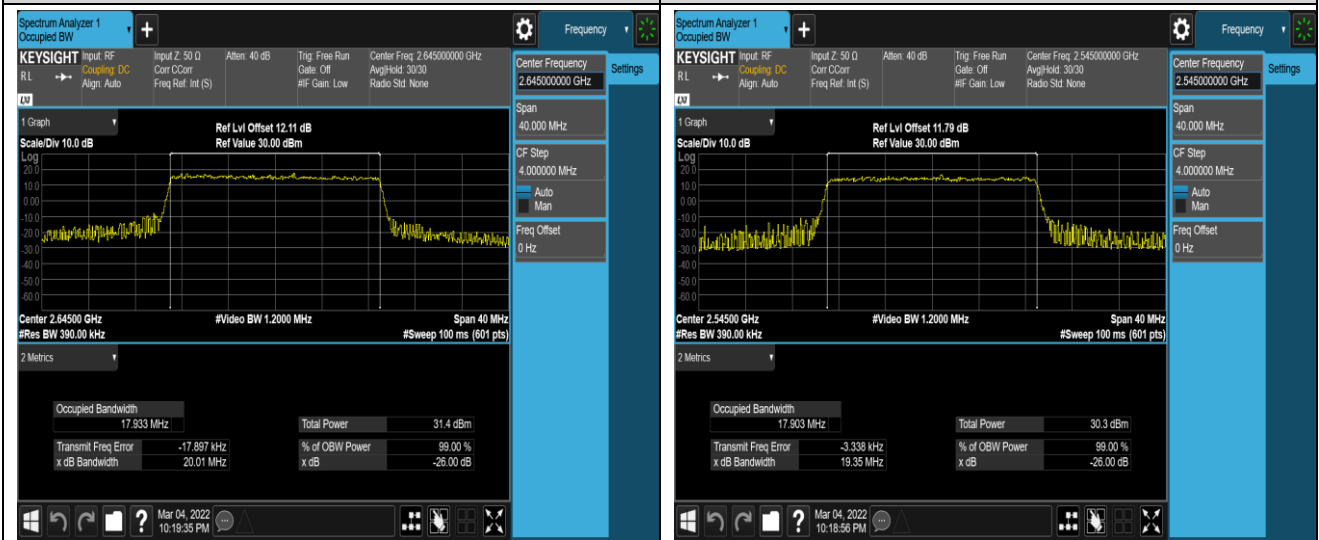 Spectrum Analyzer 1
Occupied BW
+
Frequency
KEYSIGHT Input: RF
Coupling: DC
Align: Auto
R L
Input Z: 50 Ω
Corr CCorr
Freq Ref: Int (S)
Atten: 40 dB
Trig: Free Run
Gate: Off
#IF Gain: Low
Center Freq: 2.645000000 GHz
Avg|Hold: 30/30
Radio Std: None
LXI
Center Frequency
2.645000000 GHz
Settings
Span
40.000 MHz
CF Step
4.000000 MHz
Auto
Man
Freq Offset
0 Hz
1 Graph
Scale/Div 10.0 dB
Ref Lvl Offset 12.11 dB
Ref Value 30.00 dBm
Log
20.0
10.0
0.00
-10.0
-20.0
-30.0
-40.0
-50.0
-60.0
Center 2.64500 GHz
#Video BW 1.2000 MHz
Span 40 MHz
#Res BW 390.00 kHz
#Sweep 100 ms (601 pts)
2 Metrics
Occupied Bandwidth
17.933 MHz
Total Power 31.4 dBm
Transmit Freq Error -17.897 kHz
% of OBW Power 99.00 %
x dB Bandwidth 20.01 MHz
x dB -26.00 dB
?
Mar 04, 2022
10:19:35 PM
Spectrum Analyzer 1
Occupied BW
+
Frequency
KEYSIGHT Input: RF
Coupling: DC
Align: Auto
R L
Input Z: 50 Ω
Corr CCorr
Freq Ref: Int (S)
Atten: 40 dB
Trig: Free Run
Gate: Off
#IF Gain: Low
Center Freq: 2.545000000 GHz
Avg|Hold: 30/30
Radio Std: None
LXI
Center Frequency
2.545000000 GHz
Settings
Span
40.000 MHz
CF Step
4.000000 MHz
Auto
Man
Freq Offset
0 Hz
1 Graph
Scale/Div 10.0 dB
Ref Lvl Offset 11.79 dB
Ref Value 30.00 dBm
Log
20.0
10.0
0.00
-10.0
-20.0
-30.0
-40.0
-50.0
-60.0
Center 2.54500 GHz
#Video BW 1.2000 MHz
Span 40 MHz
#Res BW 390.00 kHz
#Sweep 100 ms (601 pts)
2 Metrics
Occupied Bandwidth
17.903 MHz
Total Power 30.3 dBm
Transmit Freq Error -3.338 kHz
% of OBW Power 99.00 %
x dB Bandwidth 19.35 MHz
x dB -26.00 dB
?
Mar 04, 2022
10:18:56 PM